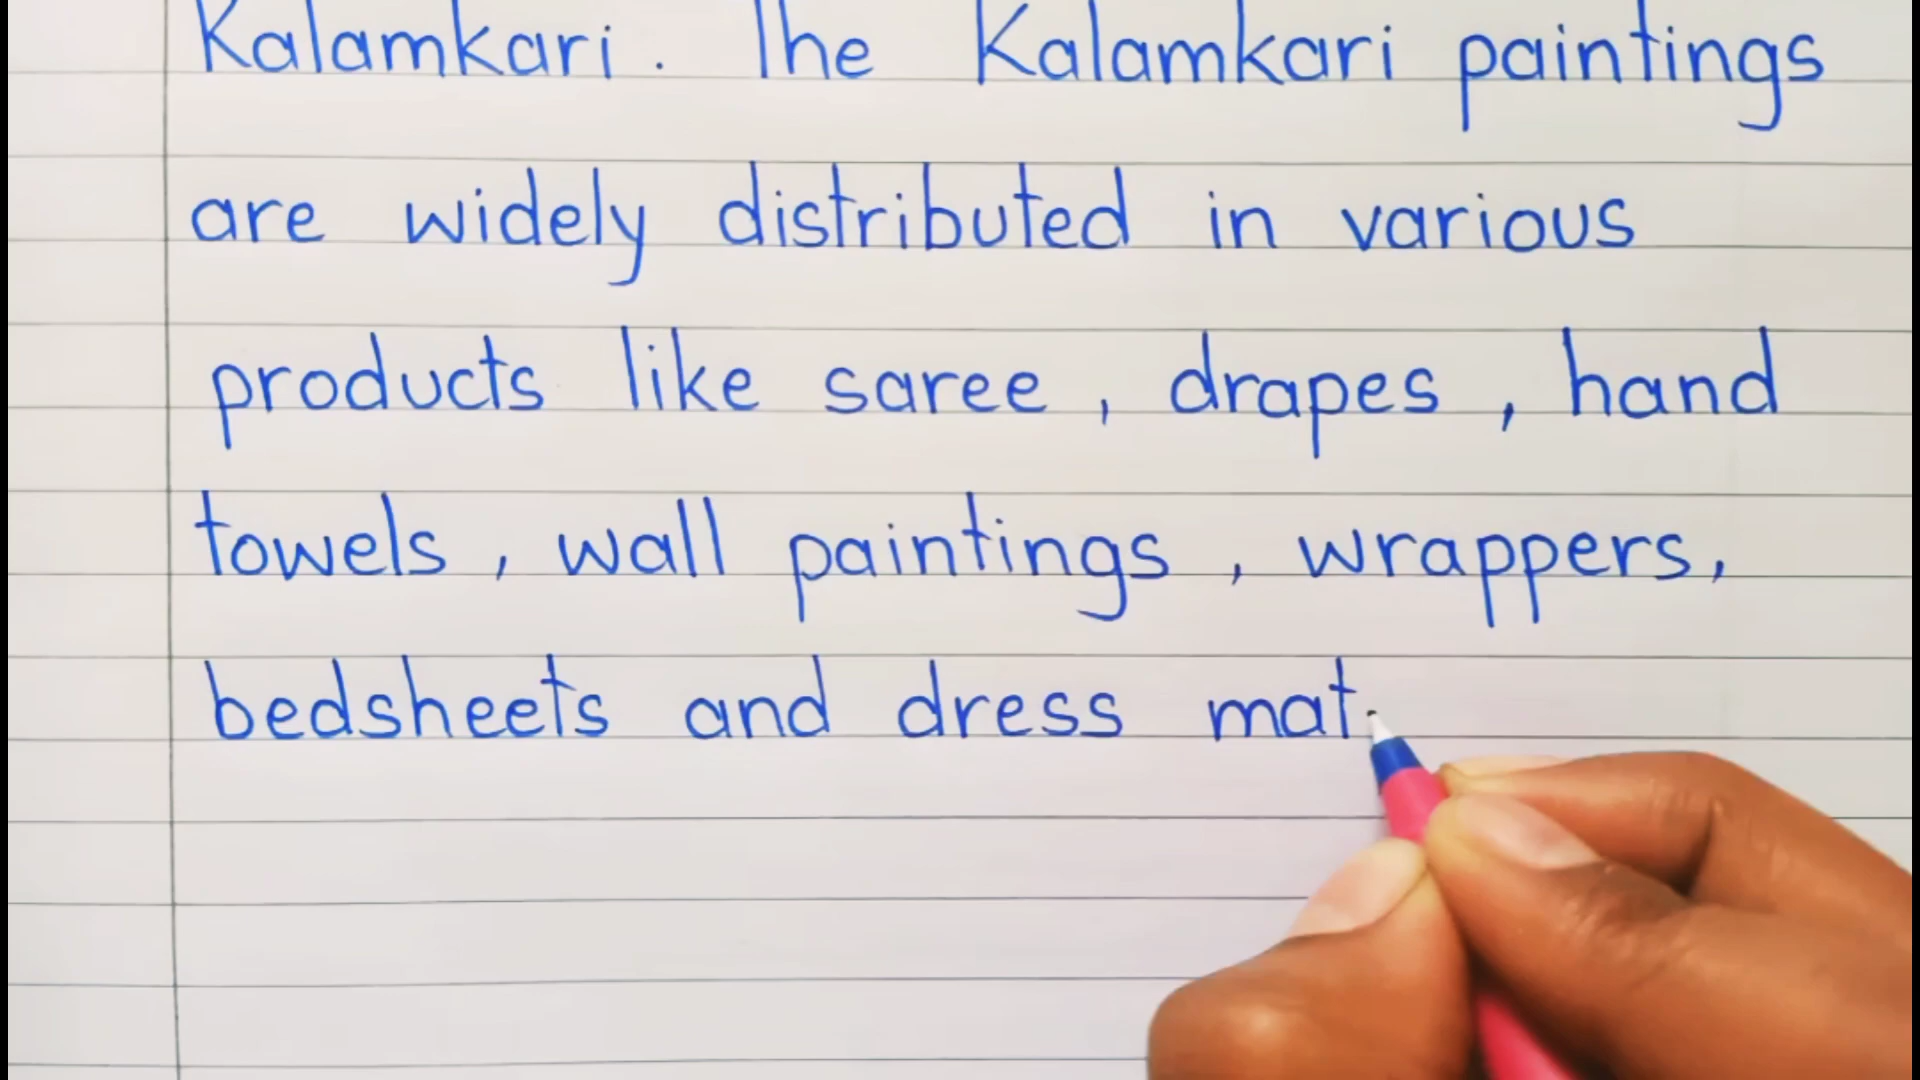 Kalamkari. The Kalamkari paintings
are widely distributed in various
products like saree, drapes, hand
towels, wall paintings, wrappers,
bedsheets and dress mat